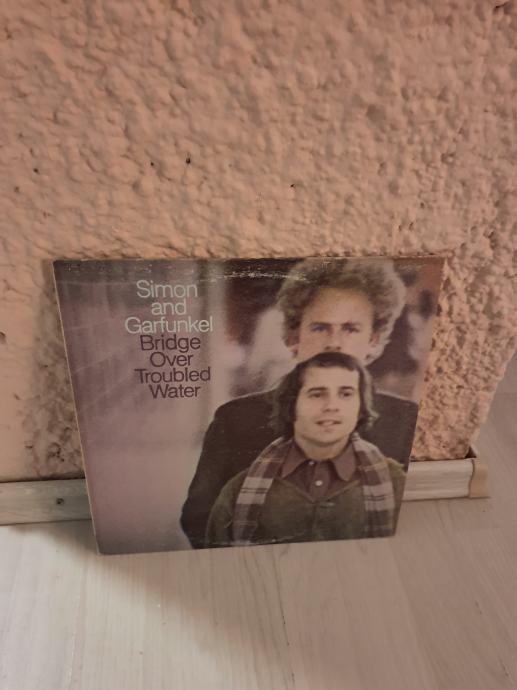 Simon
and
Garfunkel
Bridge
Over
Troubled
Water